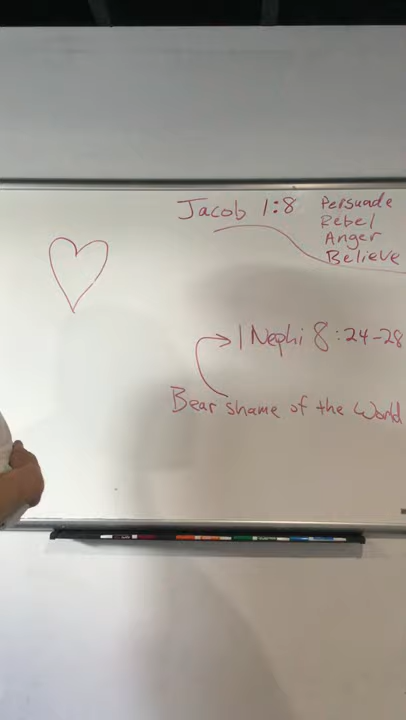 Jacob 1:8
Persuade
Rebel
Anger
Believe
1 Nephi 8:24-28
Bear shame of the World